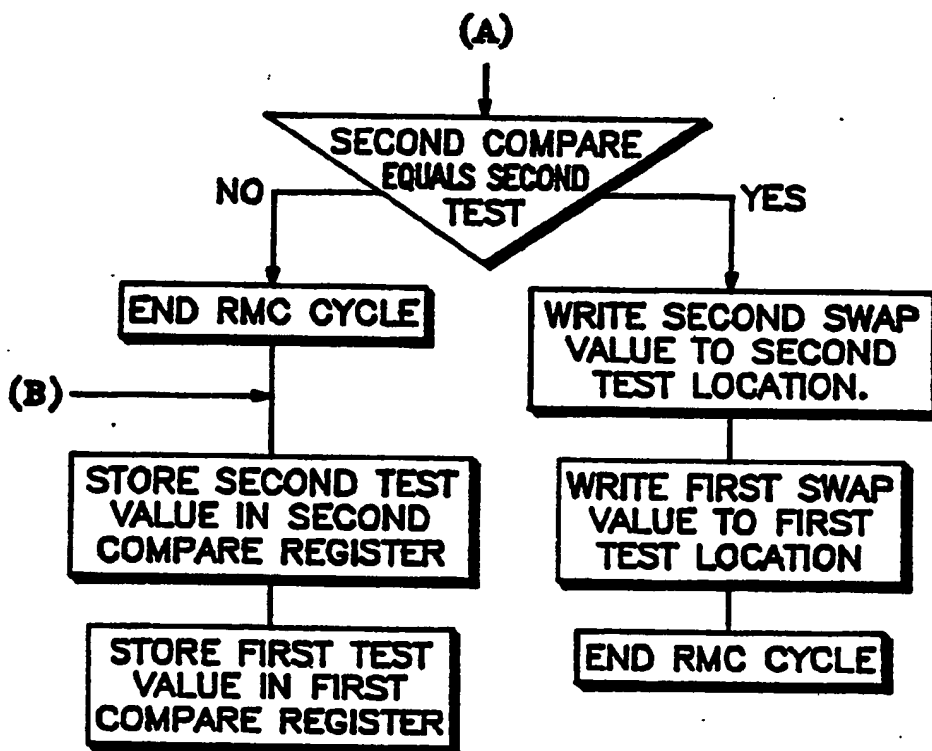 (A)
SECOND COMPARE
EQUALS SECOND
TEST
NO
YES
END RMC CYCLE
WRITE SECOND SWAP
VALUE TO SECOND
TEST LOCATION.
(B)
STORE SECOND TEST
VALUE IN SECOND
COMPARE REGISTER
WRITE FIRST SWAP
VALUE TO FIRST
TEST LOCATION
STORE FIRST TEST
VALUE IN FIRST
COMPARE REGISTER
END RMC CYCLE